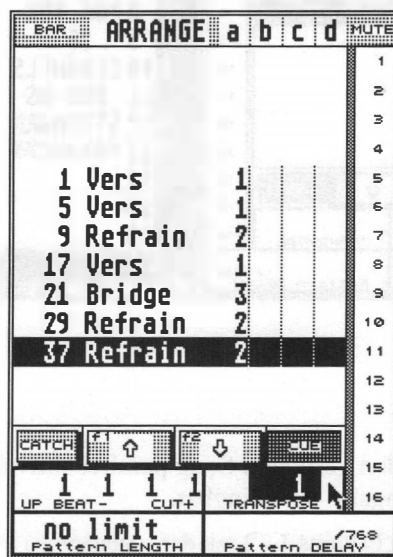 BAR ARRANGE a b c d MUTE
1
2
3
4
1 Vers 1 5
5 Vers 1 6
9 Refrain 2 7
17 Vers 1 8
21 Bridge 3 9
29 Refrain 2 10
37 Refrain 2 11
12
13
CATCH f1 f2 CUE 14
15
1 1 1 1 1
UP BEAT- CUT+ TRANSPOSE 16
no limit /768
Pattern LENGTH Pattern DELAY